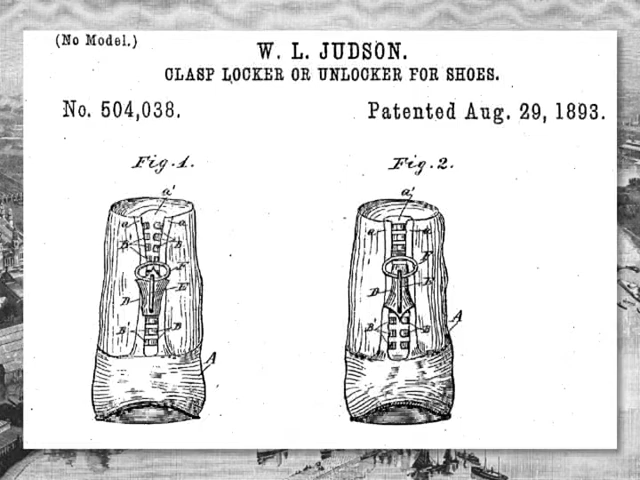 (No Model.)
W. L. JUDSON.
CLASP LOCKER OR UNLOCKER FOR SHOES.
No. 504,038.
Patented Aug. 29, 1893.
Fig. 1.
Fig. 2.
a'
a'
a
a
a
a
B
B
E
D
E'
B'
B
A
E
D
E'
B
B
A